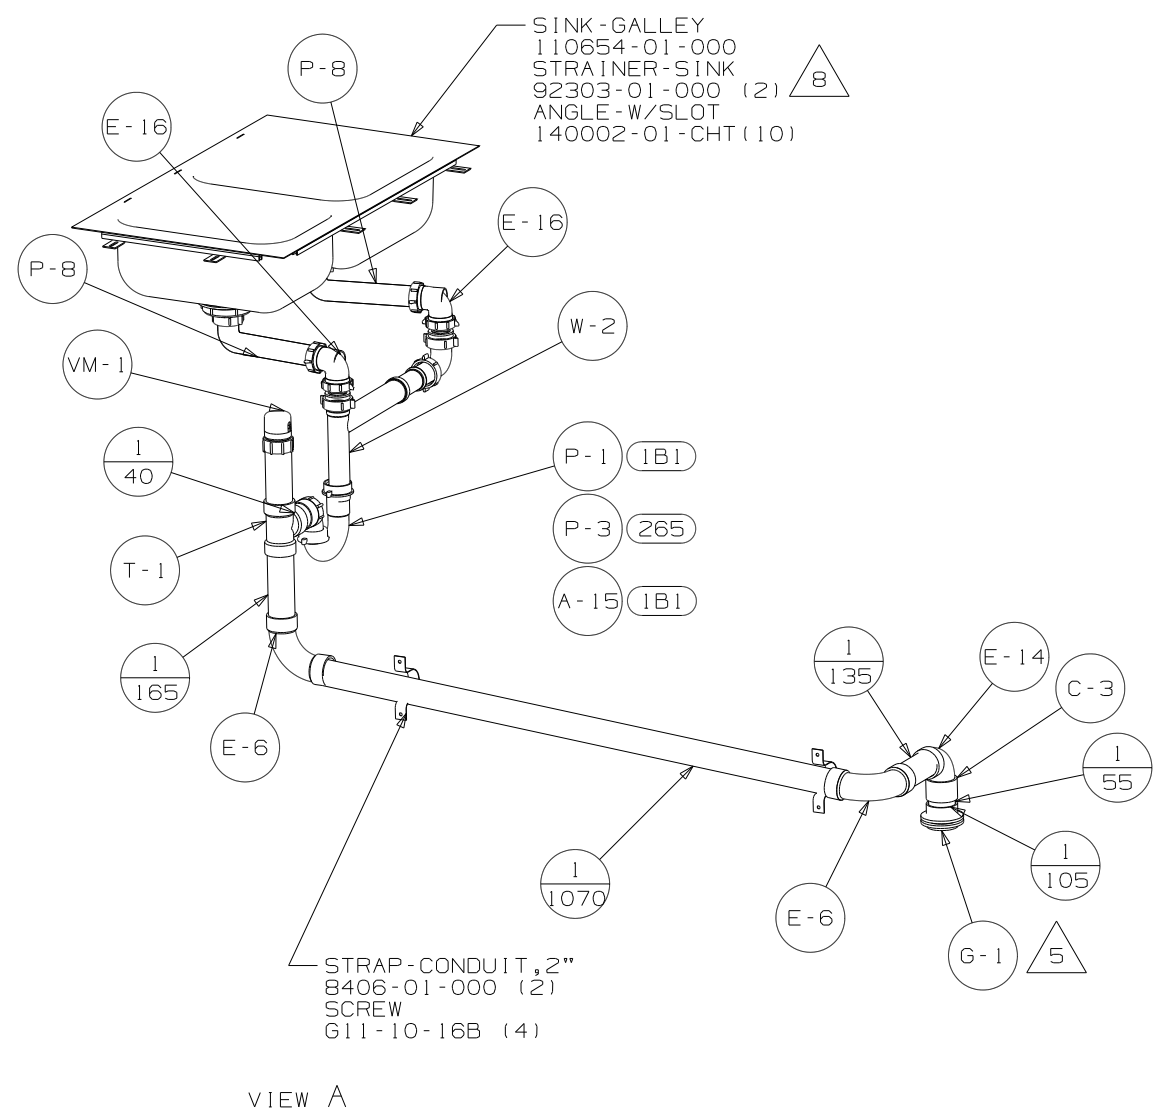 SINK-GALLEY
110654-01-000
STRAINER-SINK
92303-01-000 (2)
ANGLE-W/SLOT
140002-01-CHT(10)
8
P-8
E-16
E-16
P-8
W-2
VM-1
1
40
P-1 1B1
P-3 265
A-15 1B1
T-1
1
165
E-6
1
135
E-14
C-3
1
55
1
105
1
1070
E-6
G-1
5
STRAP-CONDUIT,2"
8406-01-000 (2)
SCREW
G11-10-16B (4)
VIEW A